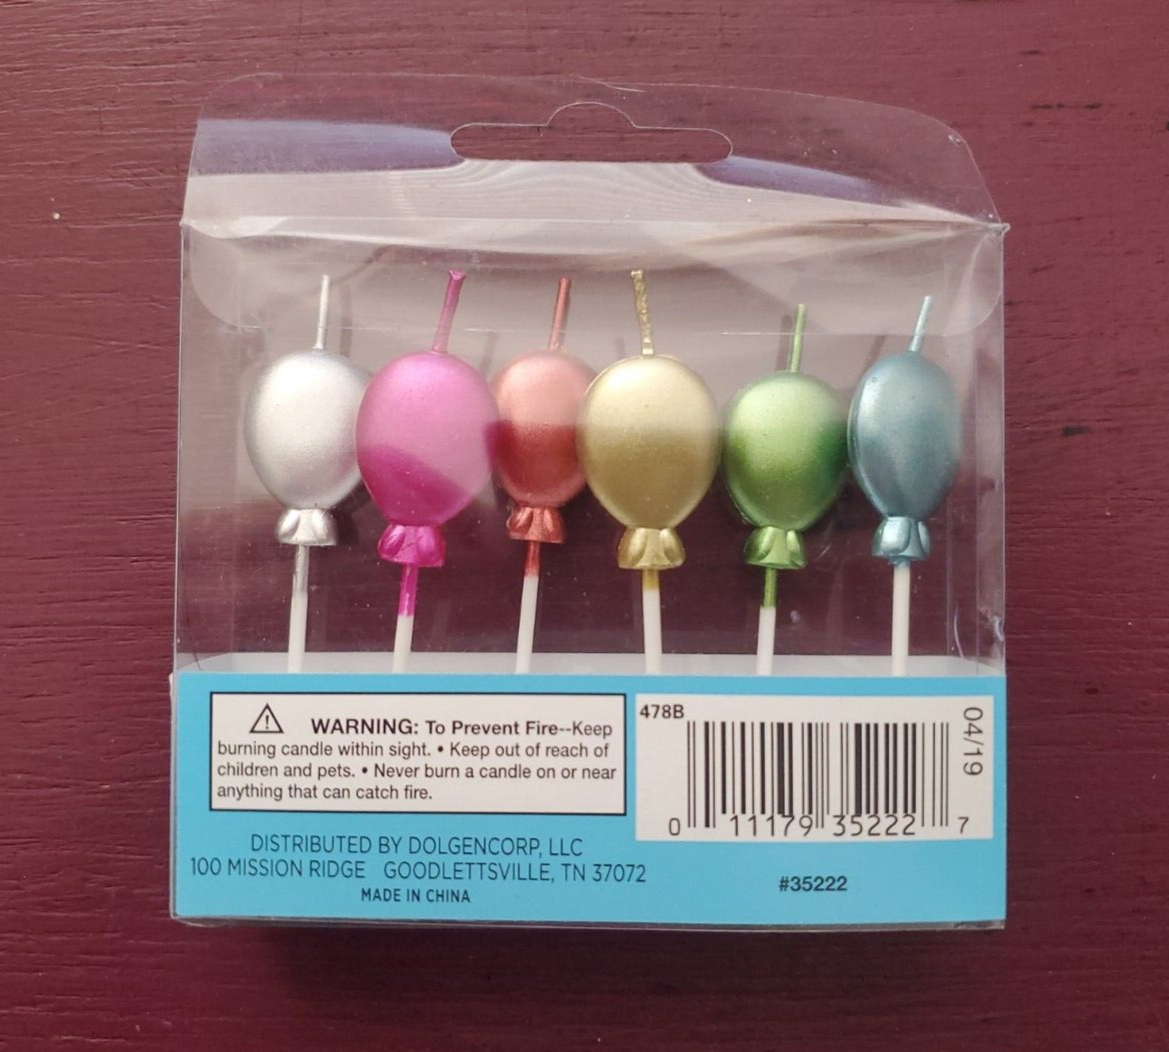 WARNING: To Prevent Fire--Keep
burning candle within sight. • Keep out of reach of
children and pets. • Never burn a candle on or near
anything that can catch fire.
DISTRIBUTED BY DOLGENCORP, LLC
100 MISSION RIDGE GOODLETTSVILLE, TN 37072
MADE IN CHINA
478B
04/19
0 11179 35222 7
#35222